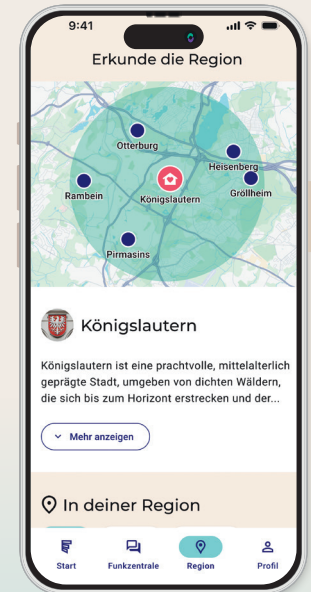 9:41
Erkunde die Region
Otterburg
Heisenberg
Rambein
Königslautern
Gröllheim
Pirmasins
Königslautern
Königslautern ist eine prachtvolle, mittelalterlich
geprägte Stadt, umgeben von dichten Wäldern,
die sich bis zum Horizont erstrecken und der...
Mehr anzeigen
In deiner Region
Start
Funkzentrale
Region
Profil